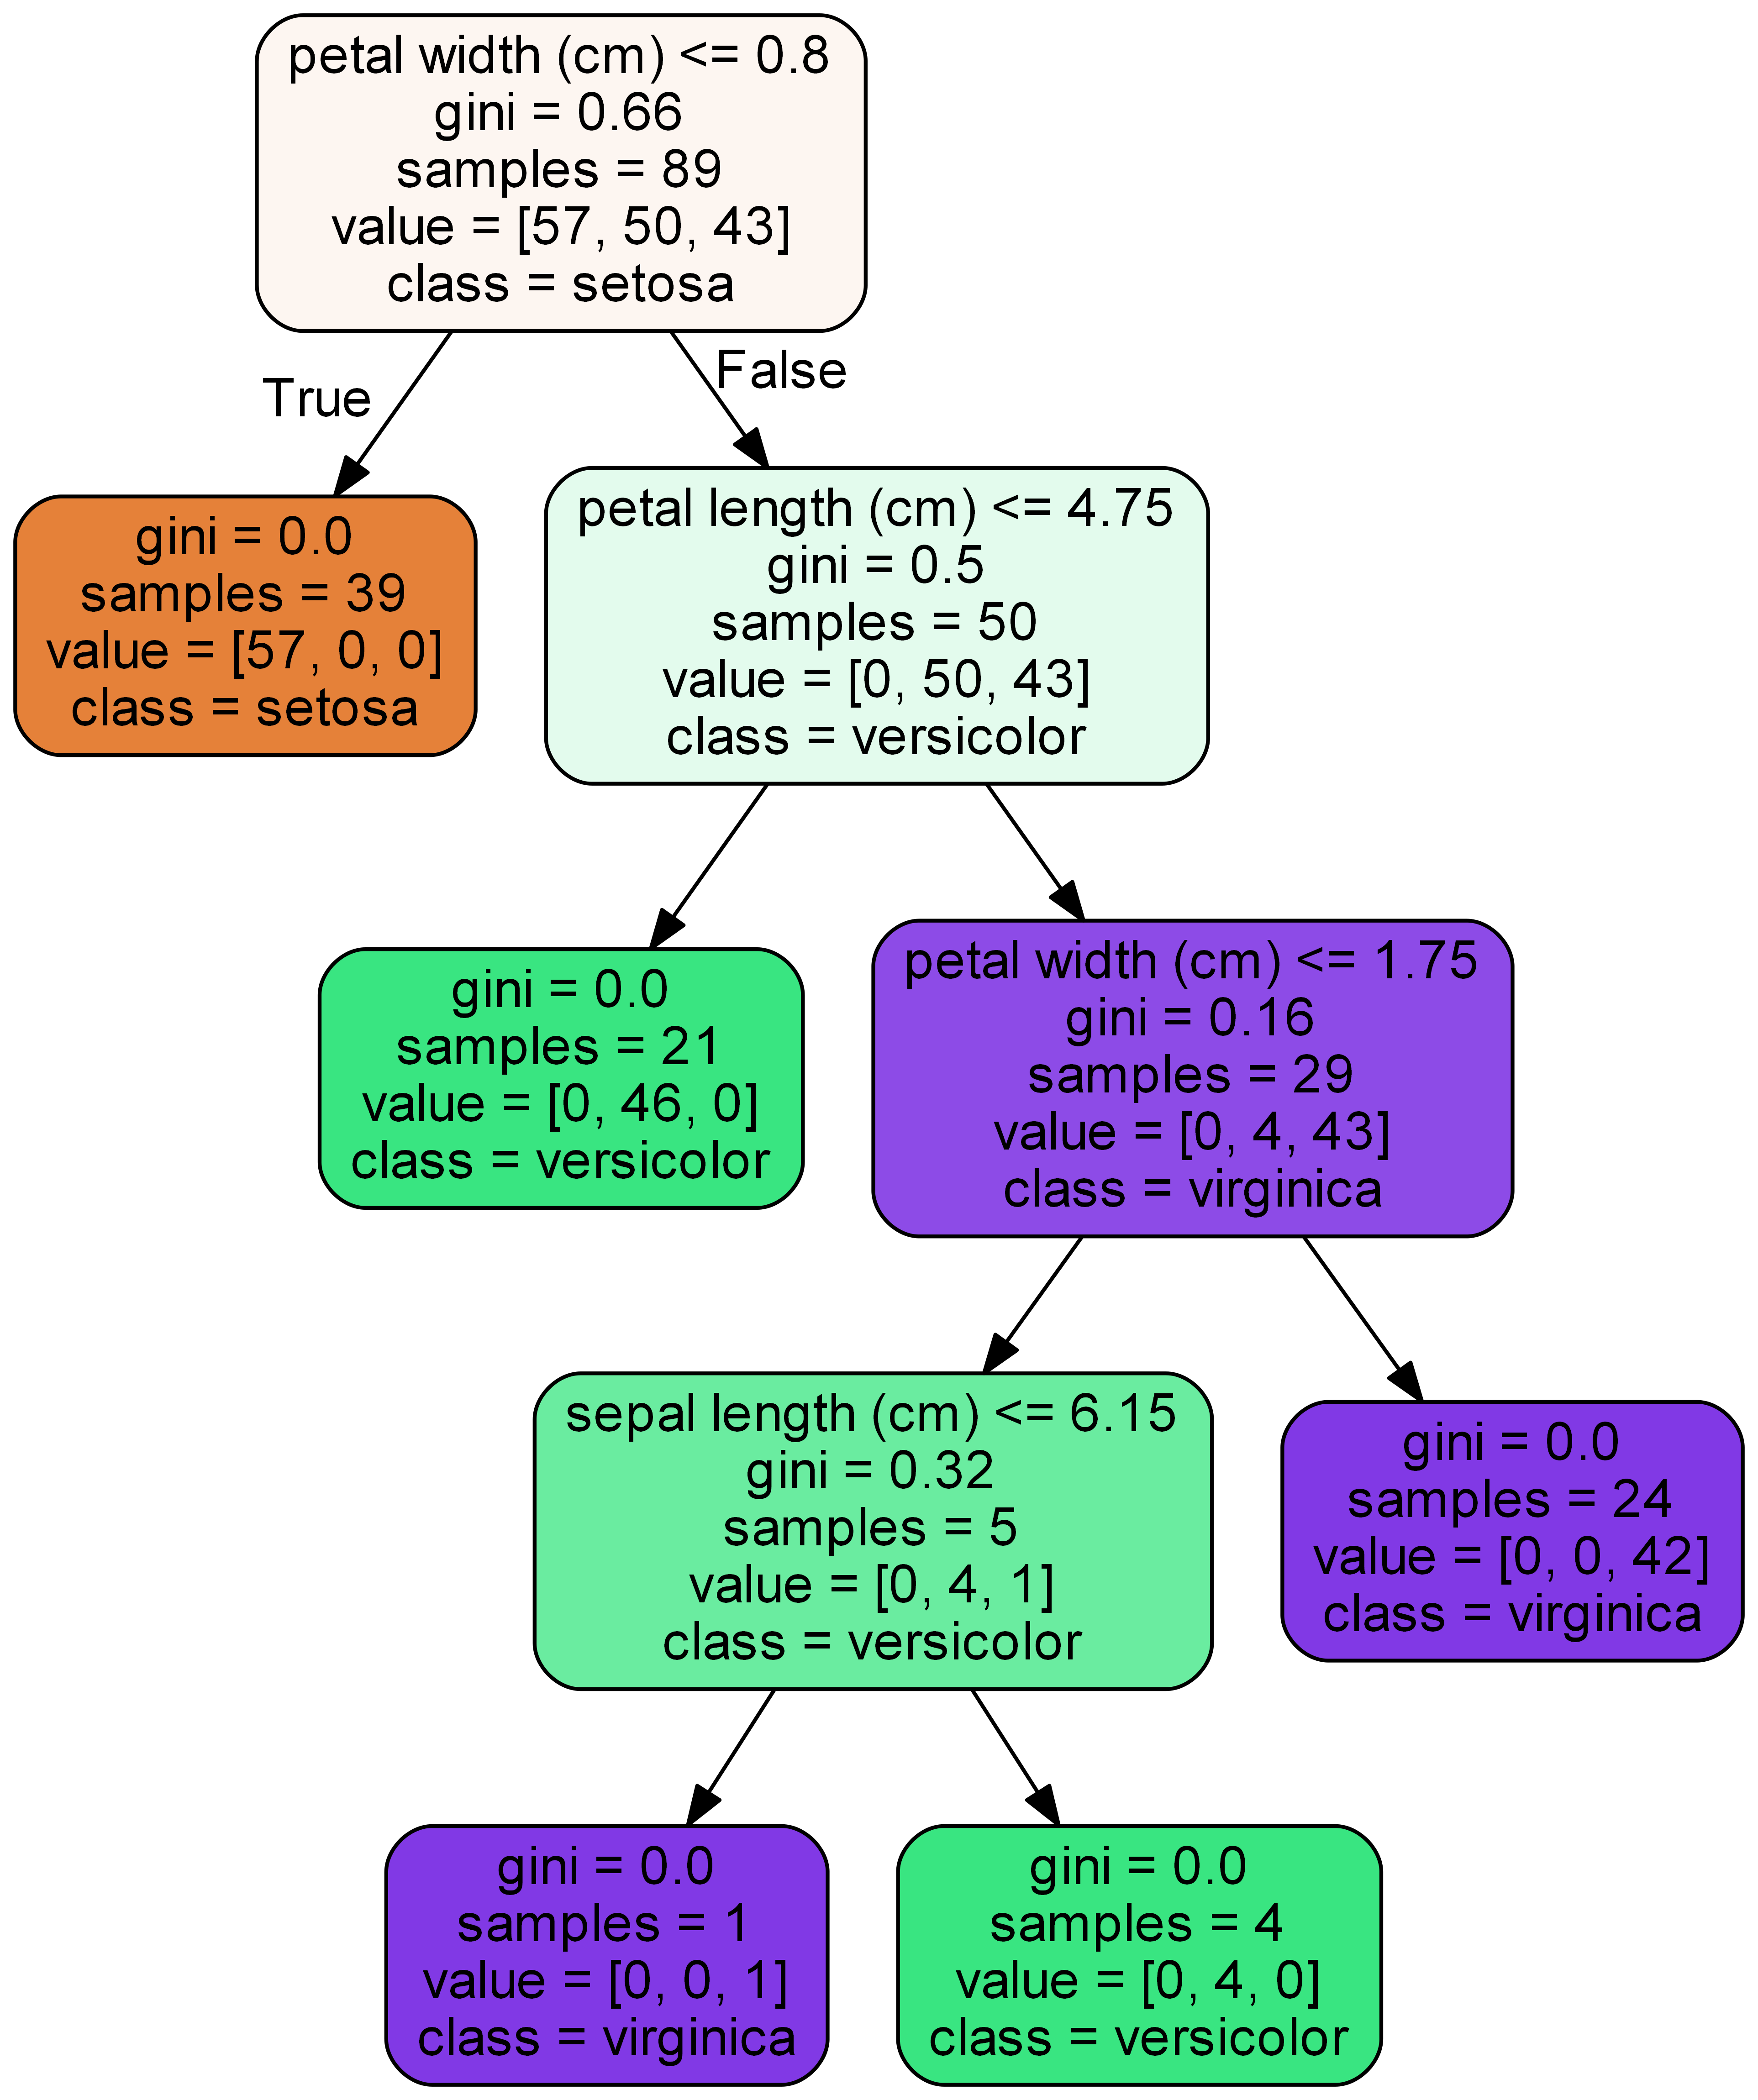 petal width (cm) <= 0.8
gini = 0.66
samples = 89
value = [57, 50, 43]
class = setosa
True
False
gini = 0.0
samples = 39
value = [57, 0, 0]
class = setosa
petal length (cm) <= 4.75
gini = 0.5
samples = 50
value = [0, 50, 43]
class = versicolor
gini = 0.0
samples = 21
value = [0, 46, 0]
class = versicolor
petal width (cm) <= 1.75
gini = 0.16
samples = 29
value = [0, 4, 43]
class = virginica
sepal length (cm) <= 6.15
gini = 0.32
samples = 5
value = [0, 4, 1]
class = versicolor
gini = 0.0
samples = 24
value = [0, 0, 42]
class = virginica
gini = 0.0
samples = 1
value = [0, 0, 1]
class = virginica
gini = 0.0
samples = 4
value = [0, 4, 0]
class = versicolor